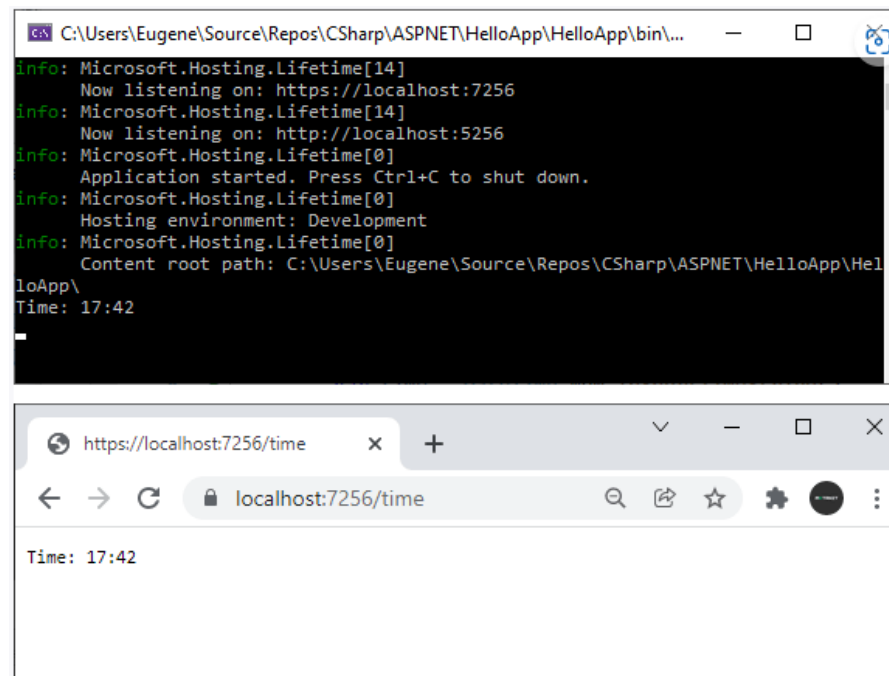 C:\Users\Eugene\Source\Repos\CSharp\ASPNET\HelloApp\HelloApp\bin\...
info: Microsoft.Hosting.Lifetime[14]
Now listening on: https://localhost:7256
info: Microsoft.Hosting.Lifetime[14]
Now listening on: http://localhost:5256
info: Microsoft.Hosting.Lifetime[0]
Application started. Press Ctrl+C to shut down.
info: Microsoft.Hosting.Lifetime[0]
Hosting environment: Development
info: Microsoft.Hosting.Lifetime[0]
Content root path: C:\Users\Eugene\Source\Repos\CSharp\ASPNET\HelloApp\Hel
loApp\
Time: 17:42
https://localhost:7256/time
localhost:7256/time
Time: 17:42